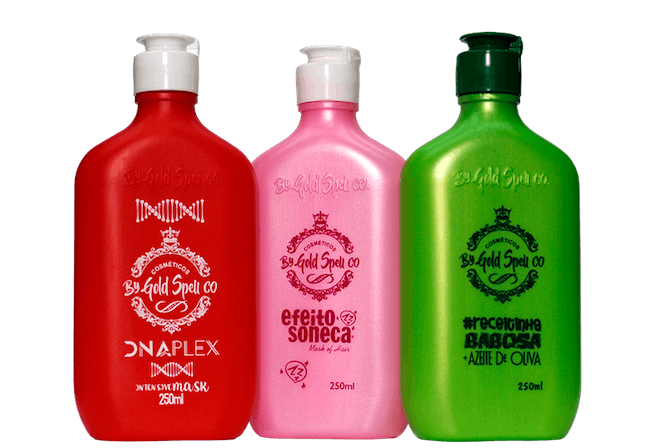 By Gold Spell co.
COSMÉTICOS
By Gold Spell CO
DNAPLEX
INTENSIVE MASK
250ml
By Gold Spell co.
COSMÉTICOS
By Gold Spell CO
efeito
soneca
Mask of Hair
250ml
By Gold Spell co.
COSMÉTICOS
By Gold Spell CO
#receitinha
BABOSA
+ AZEITE DE OLIVA
250ml